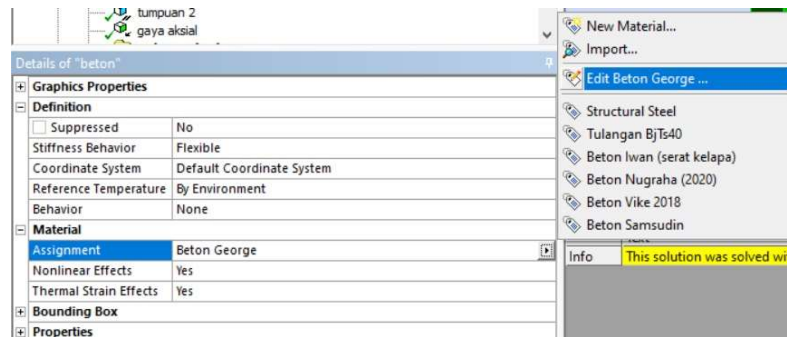 tumpuan 2
gaya aksial
Details of "beton"
Graphics Properties
Definition
Suppressed No
Stiffness Behavior Flexible
Coordinate System Default Coordinate System
Reference Temperature By Environment
Behavior None
Material
Assignment Beton George
Nonlinear Effects Yes
Thermal Strain Effects Yes
Bounding Box
Properties
New Material...
Import...
Edit Beton George ...
Structural Steel
Tulangan BjTs40
Beton Iwan (serat kelapa)
Beton Nugraha (2020)
Beton Vike 2018
Beton Samsudin
Info This solution was solved wi